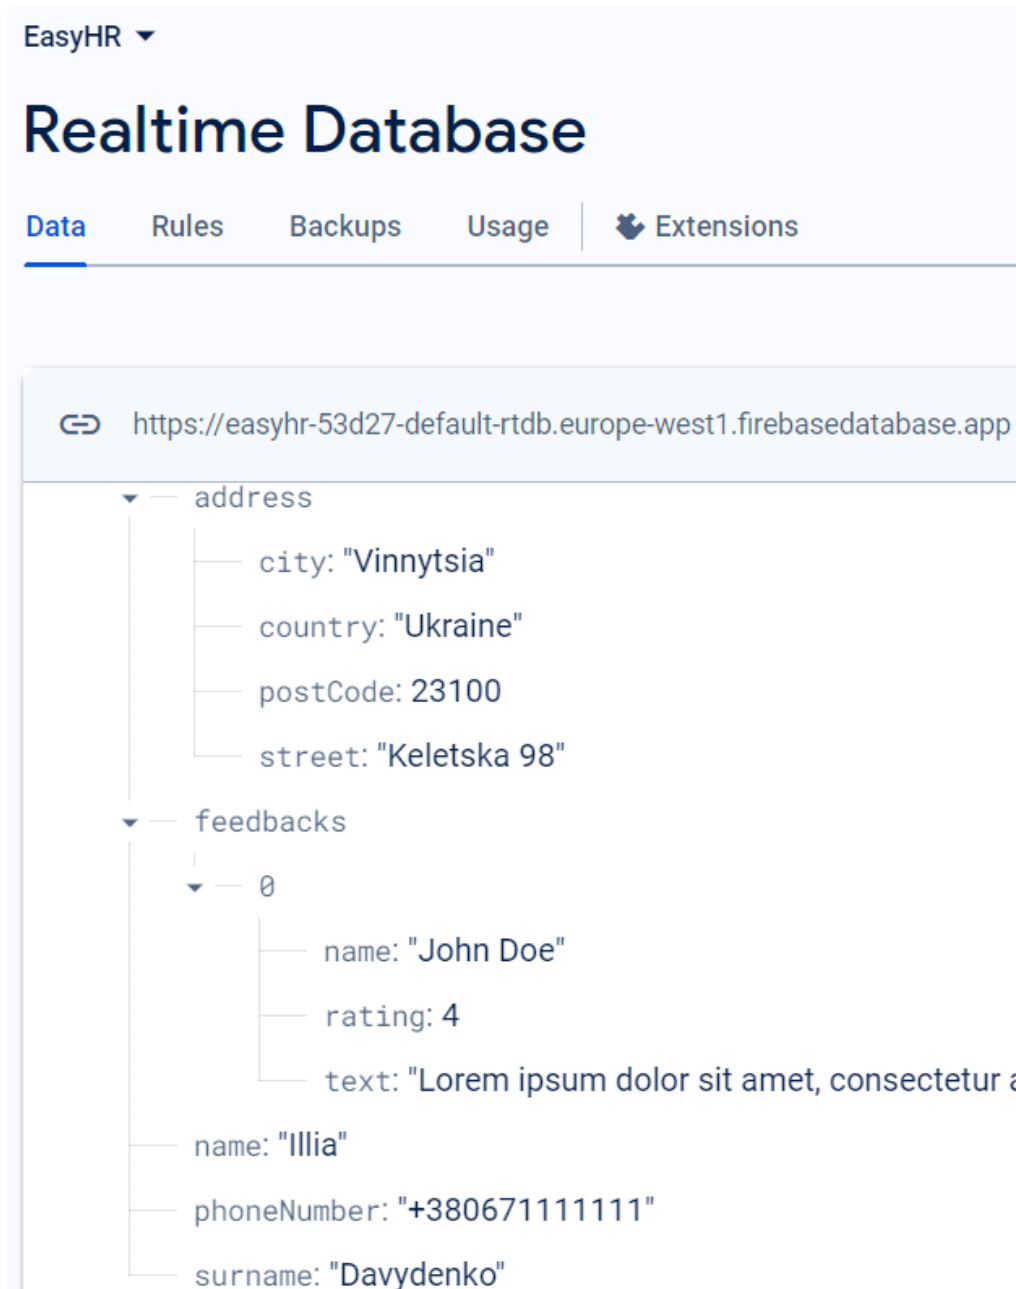 EasyHR
Realtime Database
Data Rules Backups Usage Extensions
https://easyhr-53d27-default-rtdb.europe-west1.firebasedatabase.app
address
city: "Vinnytsia"
country: "Ukraine"
postCode: 23100
street: "Keletska 98"
feedbacks
0
name: "John Doe"
rating: 4
text: "Lorem ipsum dolor sit amet, consectetur a
name: "Illia"
phoneNumber: "+380671111111"
surname: "Davydenko"